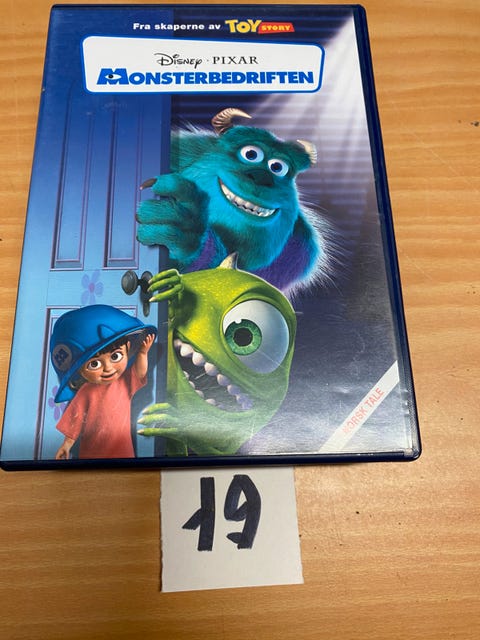 Fra skaperne av TOY STORY
DISNEY · PIXAR
MONSTERBEDRIFTEN
NORSK TALE
19